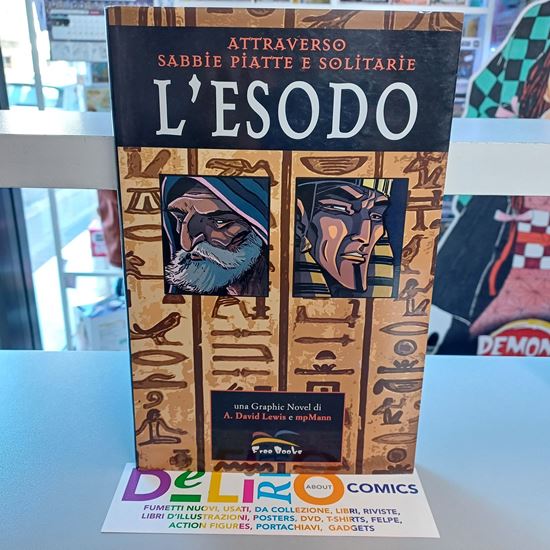 ATTRAVERSO
SABBIE PIATTE E SOLITARIE
L'ESODO
una Graphic Novel di
A. David Lewis e mpMann
Free Books
DeLiRiO
ABOUT
COMICS
FUMETTI NUOVI, USATI, DA COLLEZIONE, LIBRI, RIVISTE,
LIBRI D'ILLUSTRAZIONI, POSTERS, DVD, T-SHIRTS, FELPE,
ACTION FIGURES, PORTACHIAVI, GADGETS
DEMON